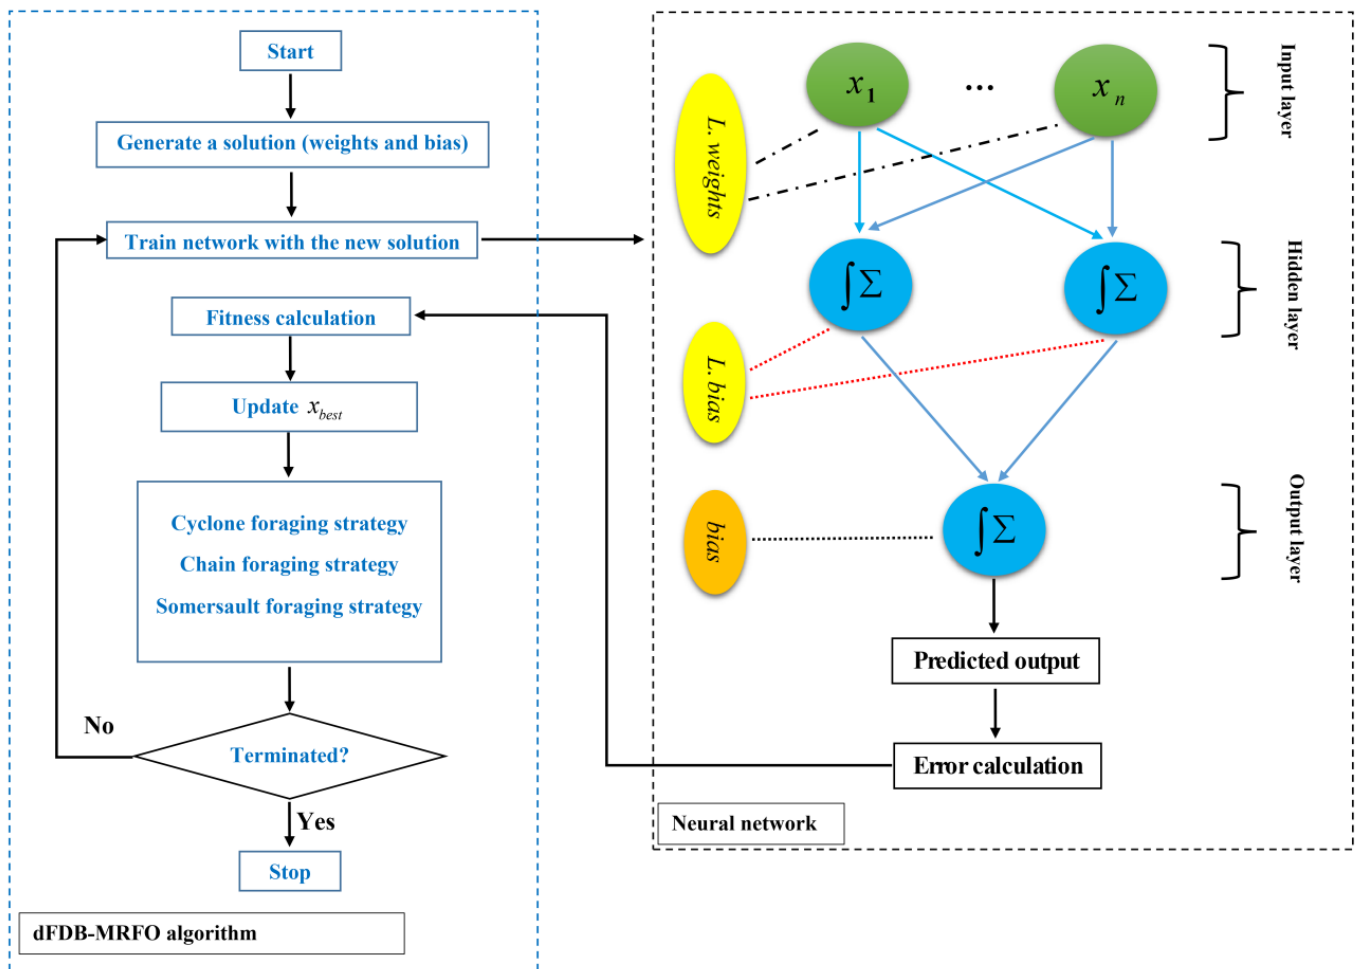 Start
Generate a solution (weights and bias)
Train network with the new solution
Fitness calculation
Update x_best
Cyclone foraging strategy
Chain foraging strategy
Somersault foraging strategy
No
Terminated?
Yes
Stop
dFDB-MRFO algorithm
x_1
...
x_n
Input layer
L. weights
∫Σ
∫Σ
Hidden layer
L. bias
bias
∫Σ
Output layer
Predicted output
Error calculation
Neural network